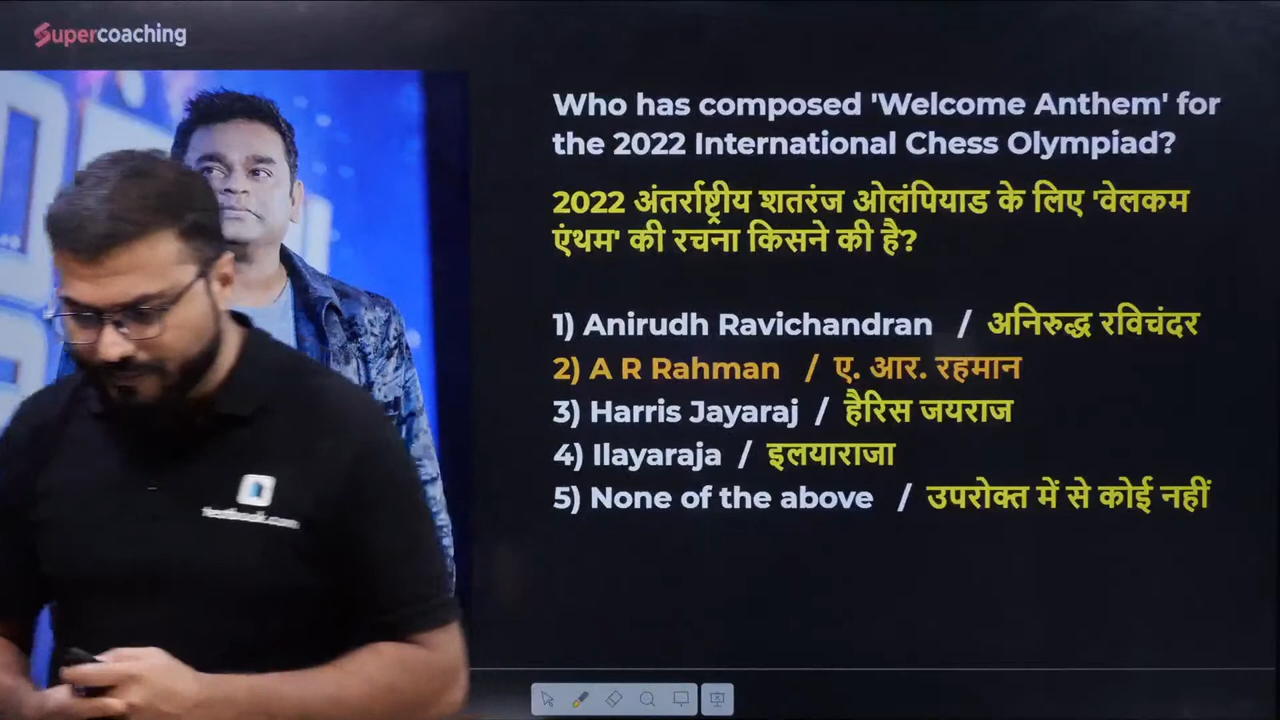 Supercoaching
Who has composed 'Welcome Anthem' for
the 2022 International Chess Olympiad?
2022 अंतर्राष्ट्रीय शतरंज ओलंपियाड के लिए 'वेलकम
एंथम' की रचना किसने की है?
1) Anirudh Ravichandran / अनिरुद्ध रविचंदर
2) A R Rahman / ए. आर. रहमान
3) Harris Jayaraj / हैरिस जयराज
4) Ilayaraja / इलयाराजा
5) None of the above / उपरोक्त में से कोई नहीं